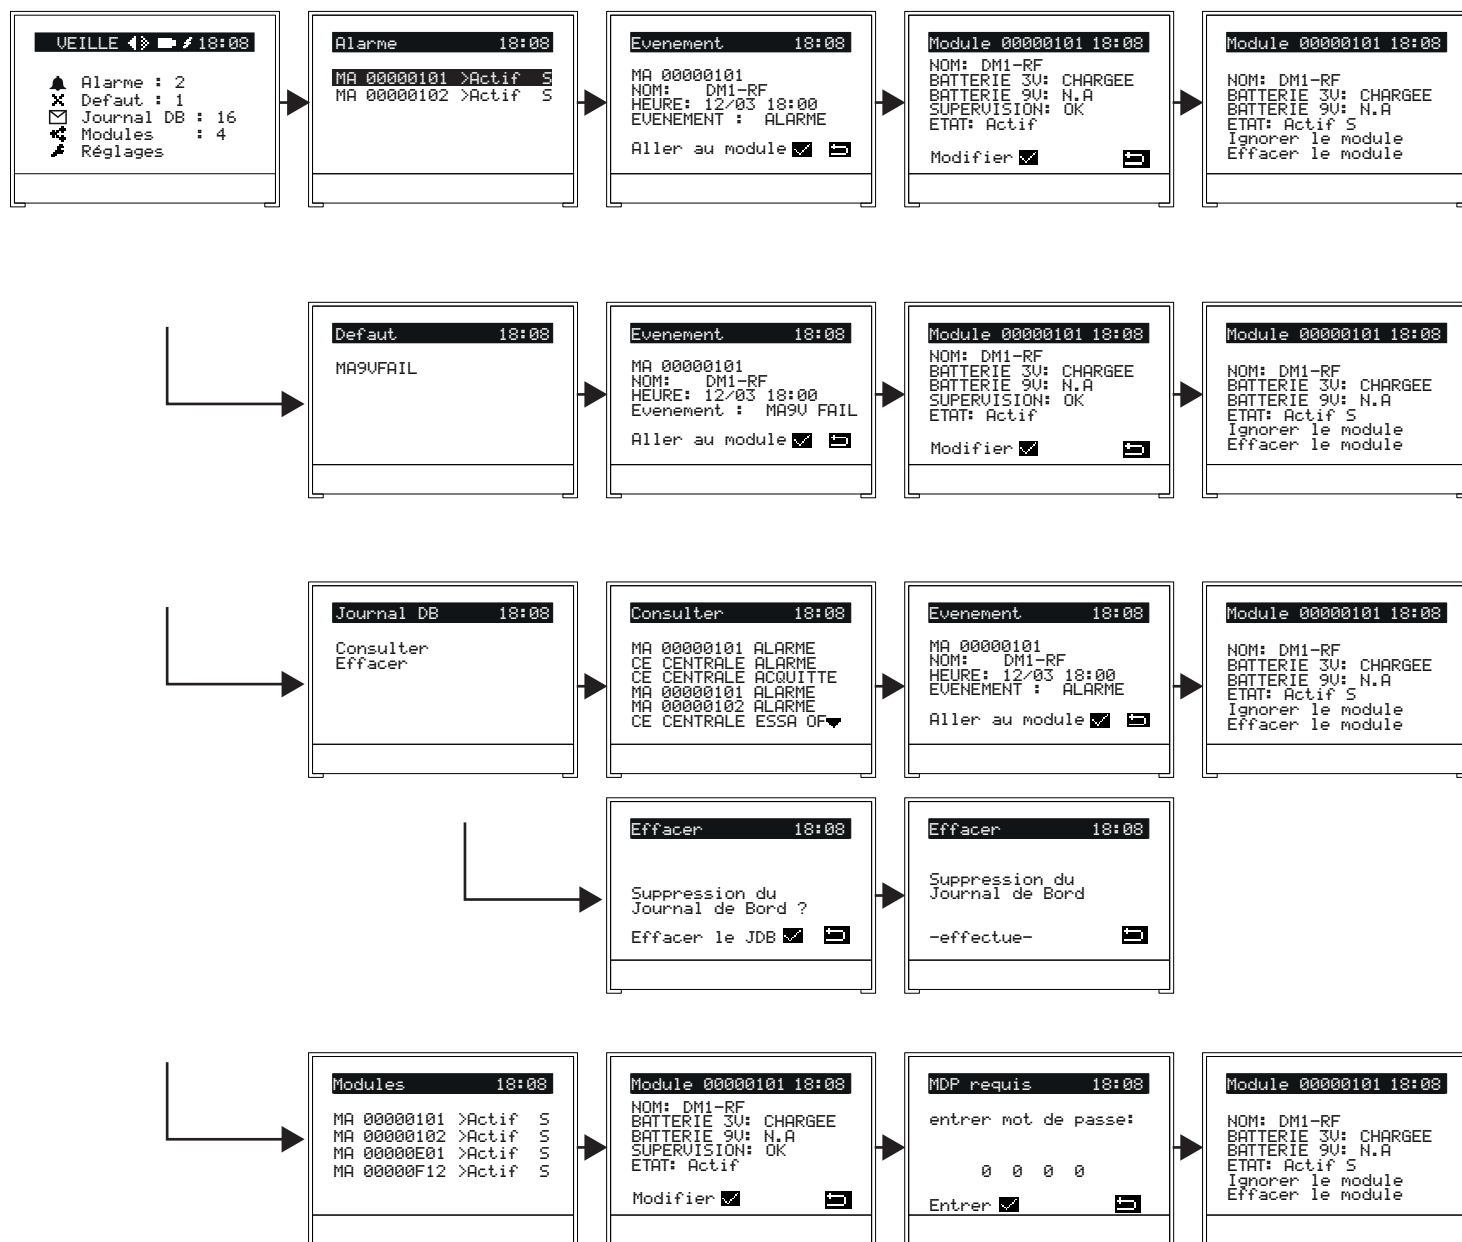 VEILLE 18:08
Alarme : 2
Defaut : 1
Journal DB : 16
Modules : 4
Réglages
Alarme 18:08
MA 00000101 >Actif S
MA 00000102 >Actif S
Evenement 18:08
MA 00000101
NOM: DM1-RF
HEURE: 12/03 18:00
EVENEMENT : ALARME
Aller au module
Module 00000101 18:08
NOM: DM1-RF
BATTERIE 3V: CHARGEE
BATTERIE 9V: N.A
SUPERVISION: OK
ETAT: Actif
Modifier
Module 00000101 18:08
NOM: DM1-RF
BATTERIE 3V: CHARGEE
BATTERIE 9V: N.A
ETAT: Actif S
Ignorer le module
Effacer le module
Defaut 18:08
MA9VFAIL
Evenement 18:08
MA 00000101
NOM: DM1-RF
HEURE: 12/03 18:00
Evenement : MA9V FAIL
Aller au module
Module 00000101 18:08
NOM: DM1-RF
BATTERIE 3V: CHARGEE
BATTERIE 9V: N.A
SUPERVISION: OK
ETAT: Actif
Modifier
Module 00000101 18:08
NOM: DM1-RF
BATTERIE 3V: CHARGEE
BATTERIE 9V: N.A
ETAT: Actif S
Ignorer le module
Effacer le module
Journal DB 18:08
Consulter
Effacer
Consulter 18:08
MA 00000101 ALARME
CE CENTRALE ALARME
CE CENTRALE ACQUITTE
MA 00000101 ALARME
MA 00000102 ALARME
CE CENTRALE ESSA OF
Evenement 18:08
MA 00000101
NOM: DM1-RF
HEURE: 12/03 18:00
EVENEMENT : ALARME
Aller au module
Module 00000101 18:08
NOM: DM1-RF
BATTERIE 3V: CHARGEE
BATTERIE 9V: N.A
ETAT: Actif S
Ignorer le module
Effacer le module
Effacer 18:08
Suppression du
Journal de Bord ?
Effacer le JDB
Effacer 18:08
Suppression du
Journal de Bord
-effectue-
Modules 18:08
MA 00000101 >Actif S
MA 00000102 >Actif S
MA 00000E01 >Actif S
MA 00000F12 >Actif S
Module 00000101 18:08
NOM: DM1-RF
BATTERIE 3V: CHARGEE
BATTERIE 9V: N.A
SUPERVISION: OK
ETAT: Actif
Modifier
MDP requis 18:08
entrer mot de passe:
0 0 0 0
Entrer
Module 00000101 18:08
NOM: DM1-RF
BATTERIE 3V: CHARGEE
BATTERIE 9V: N.A
ETAT: Actif S
Ignorer le module
Effacer le module